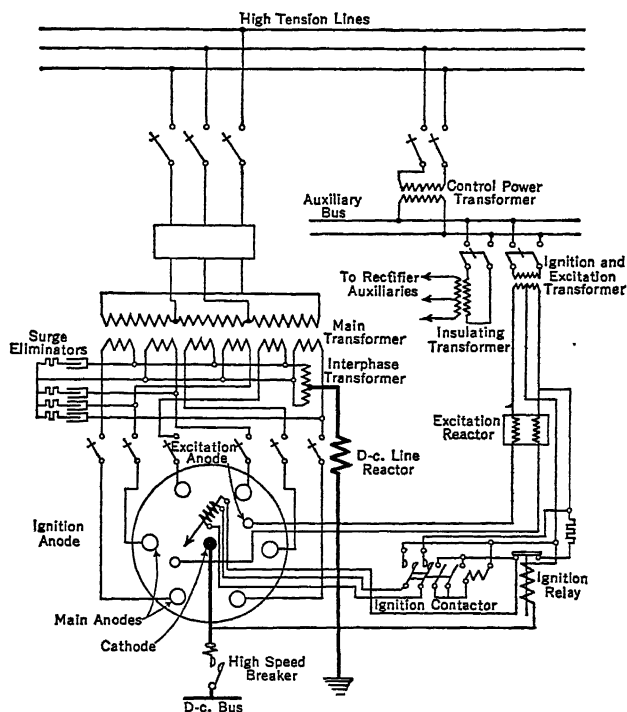 High Tension Lines
Control Power
Transformer
Auxiliary
Bus
Ignition and
Excitation
Transformer
To Rectifier
Auxiliaries
Insulating
Transformer
Main
Transformer
Surge
Eliminators
Interphase
Transformer
Excitation
Reactor
D-c. Line
Reactor
Excitation
Anode
Ignition
Anode
Ignition
Relay
Ignition Contactor
Main Anodes
Cathode
High Speed
Breaker
D-c. Bus